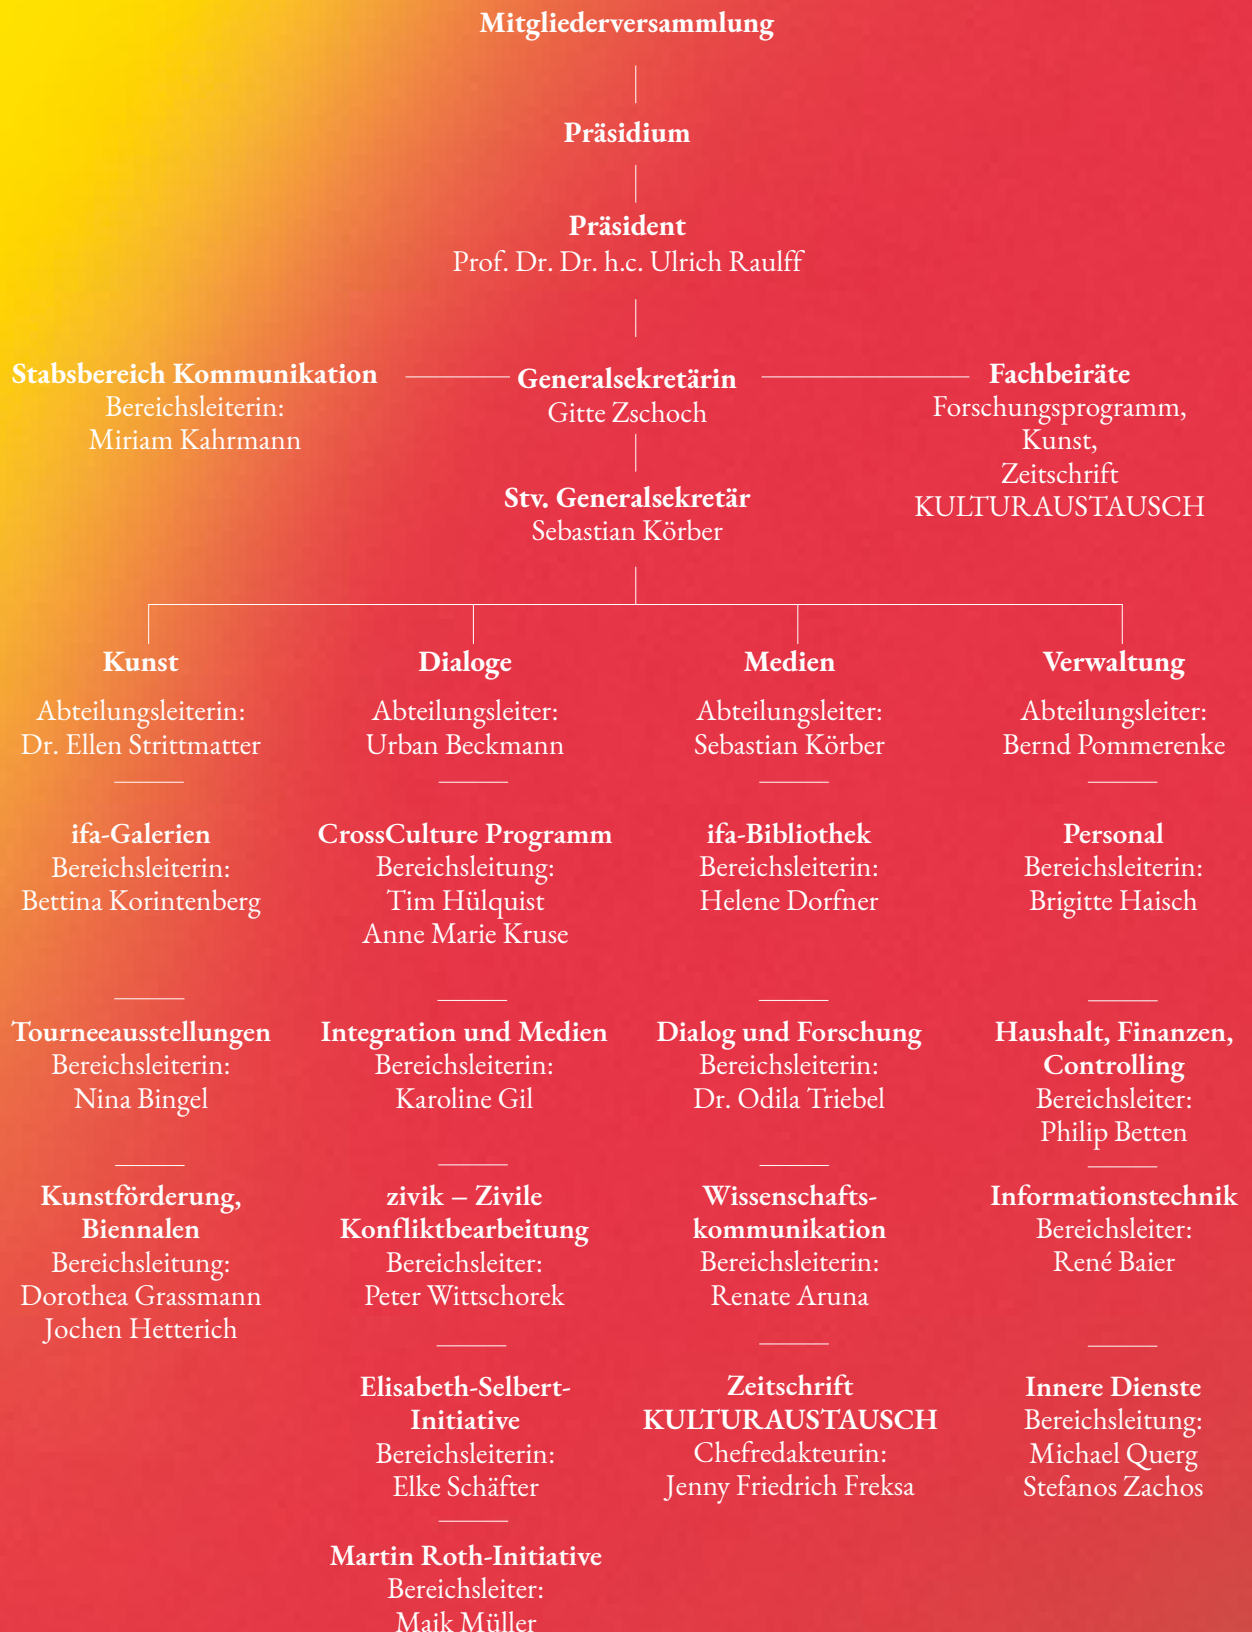 Mitgliederversammlung
Präsidium
Präsident
Prof. Dr. Dr. h.c. Ulrich Raulff
Stabsbereich Kommunikation
Bereichsleiterin:
Miriam Kahrmann
Generalsekretärin
Gitte Zschoch
Fachbeiräte
Forschungsprogramm,
Kunst,
Zeitschrift
KULTURAUSTAUSCH
Stv. Generalsekretär
Sebastian Körber
Kunst
Abteilungsleiterin:
Dr. Ellen Strittmatter
ifa-Galerien
Bereichsleiterin:
Bettina Korintenberg
Tourneeausstellungen
Bereichsleiterin:
Nina Bingel
Kunstförderung,
Biennalen
Bereichsleitung:
Dorothea Grassmann
Jochen Hetterich
Dialoge
Abteilungsleiter:
Urban Beckmann
CrossCulture Programm
Bereichsleitung:
Tim Hülquist
Anne Marie Kruse
Integration und Medien
Bereichsleiterin:
Karoline Gil
zivik – Zivile
Konfliktbearbeitung
Bereichsleiter:
Peter Wittschorek
Elisabeth-Selbert-
Initiative
Bereichsleiterin:
Elke Schäfter
Martin Roth-Initiative
Bereichsleiter:
Maik Müller
Medien
Abteilungsleiter:
Sebastian Körber
ifa-Bibliothek
Bereichsleiterin:
Helene Dorfner
Dialog und Forschung
Bereichsleiterin:
Dr. Odila Triebel
Wissenschafts-
kommunikation
Bereichsleiterin:
Renate Aruna
Zeitschrift
KULTURAUSTAUSCH
Chefredakteurin:
Jenny Friedrich Freksa
Verwaltung
Abteilungsleiter:
Bernd Pommerenke
Personal
Bereichsleiterin:
Brigitte Haisch
Haushalt, Finanzen,
Controlling
Bereichsleiter:
Philip Betten
Informationstechnik
Bereichsleiter:
René Baier
Innere Dienste
Bereichsleitung:
Michael Querg
Stefanos Zachos